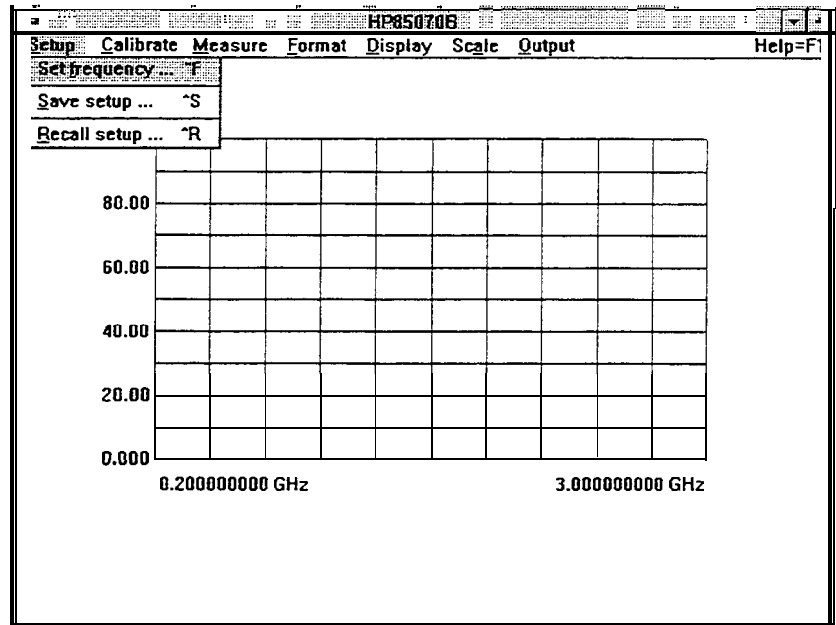 HP85070B
Setup Calibrate Measure Format Display Scale Output Help=F1
Set frequency ... ^F
Save setup ... ^S
Recall setup ... ^R
80.00
60.00
40.00
20.00
0.000
0.200000000 GHz 3.000000000 GHz